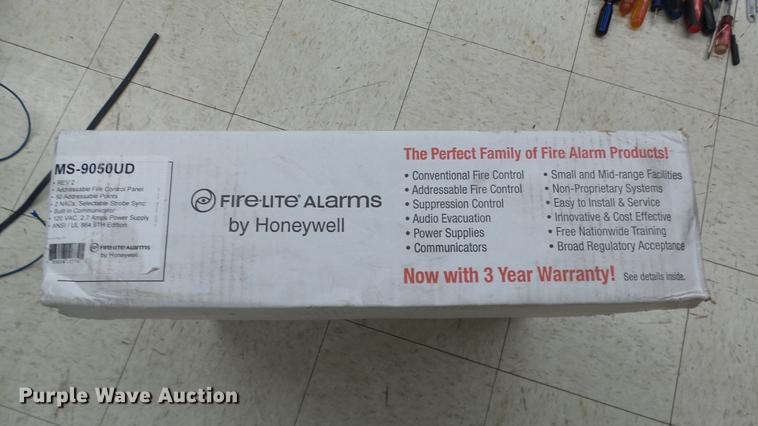 MS-9050UD
• REV 2
• Addressable Fire Control Panel
• 50 Addressable Points
• 2 NACs, Selectable Strobe Sync
• Built in Communicator
• 120 VAC, 2.7 Amps Power Supply
• ANSI / UL 864 9TH Edition
FIRE•LITE ALARMS
by Honeywell
FIRE•LITE® ALARMS
by Honeywell
The Perfect Family of Fire Alarm Products!
• Conventional Fire Control
• Addressable Fire Control
• Suppression Control
• Audio Evacuation
• Power Supplies
• Communicators
• Small and Mid-range Facilities
• Non-Proprietary Systems
• Easy to Install & Service
• Innovative & Cost Effective
• Free Nationwide Training
• Broad Regulatory Acceptance
Now with 3 Year Warranty! See details inside.
Purple Wave Auction